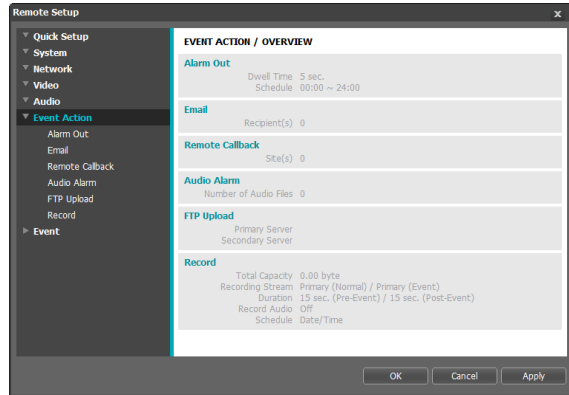 Remote Setup
x
Quick Setup
System
Network
Video
Audio
Event Action
Alarm Out
Email
Remote Callback
Audio Alarm
FTP Upload
Record
Event
EVENT ACTION / OVERVIEW
Alarm Out
Dwell Time 5 sec.
Schedule 00:00 ~ 24:00
Email
Recipient(s) 0
Remote Callback
Site(s) 0
Audio Alarm
Number of Audio Files 0
FTP Upload
Primary Server
Secondary Server
Record
Total Capacity 0.00 byte
Recording Stream Primary (Normal) / Primary (Event)
Duration 15 sec. (Pre-Event) / 15 sec. (Post-Event)
Record Audio Off
Schedule Date/Time
OK Cancel Apply